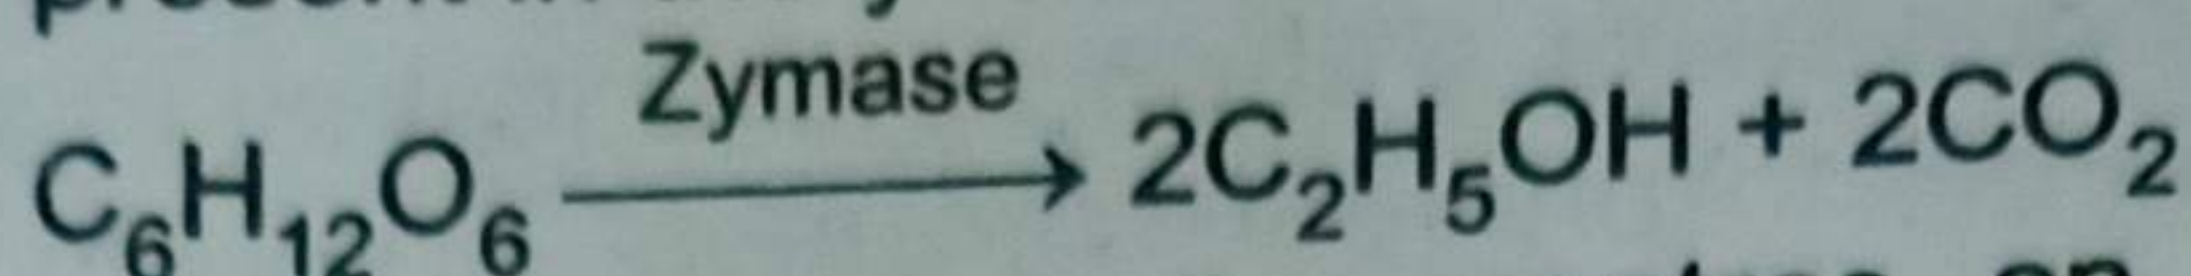 Zymase
C₆H₁₂O₆ ⟶ 2C₂H₅OH + 2CO₂